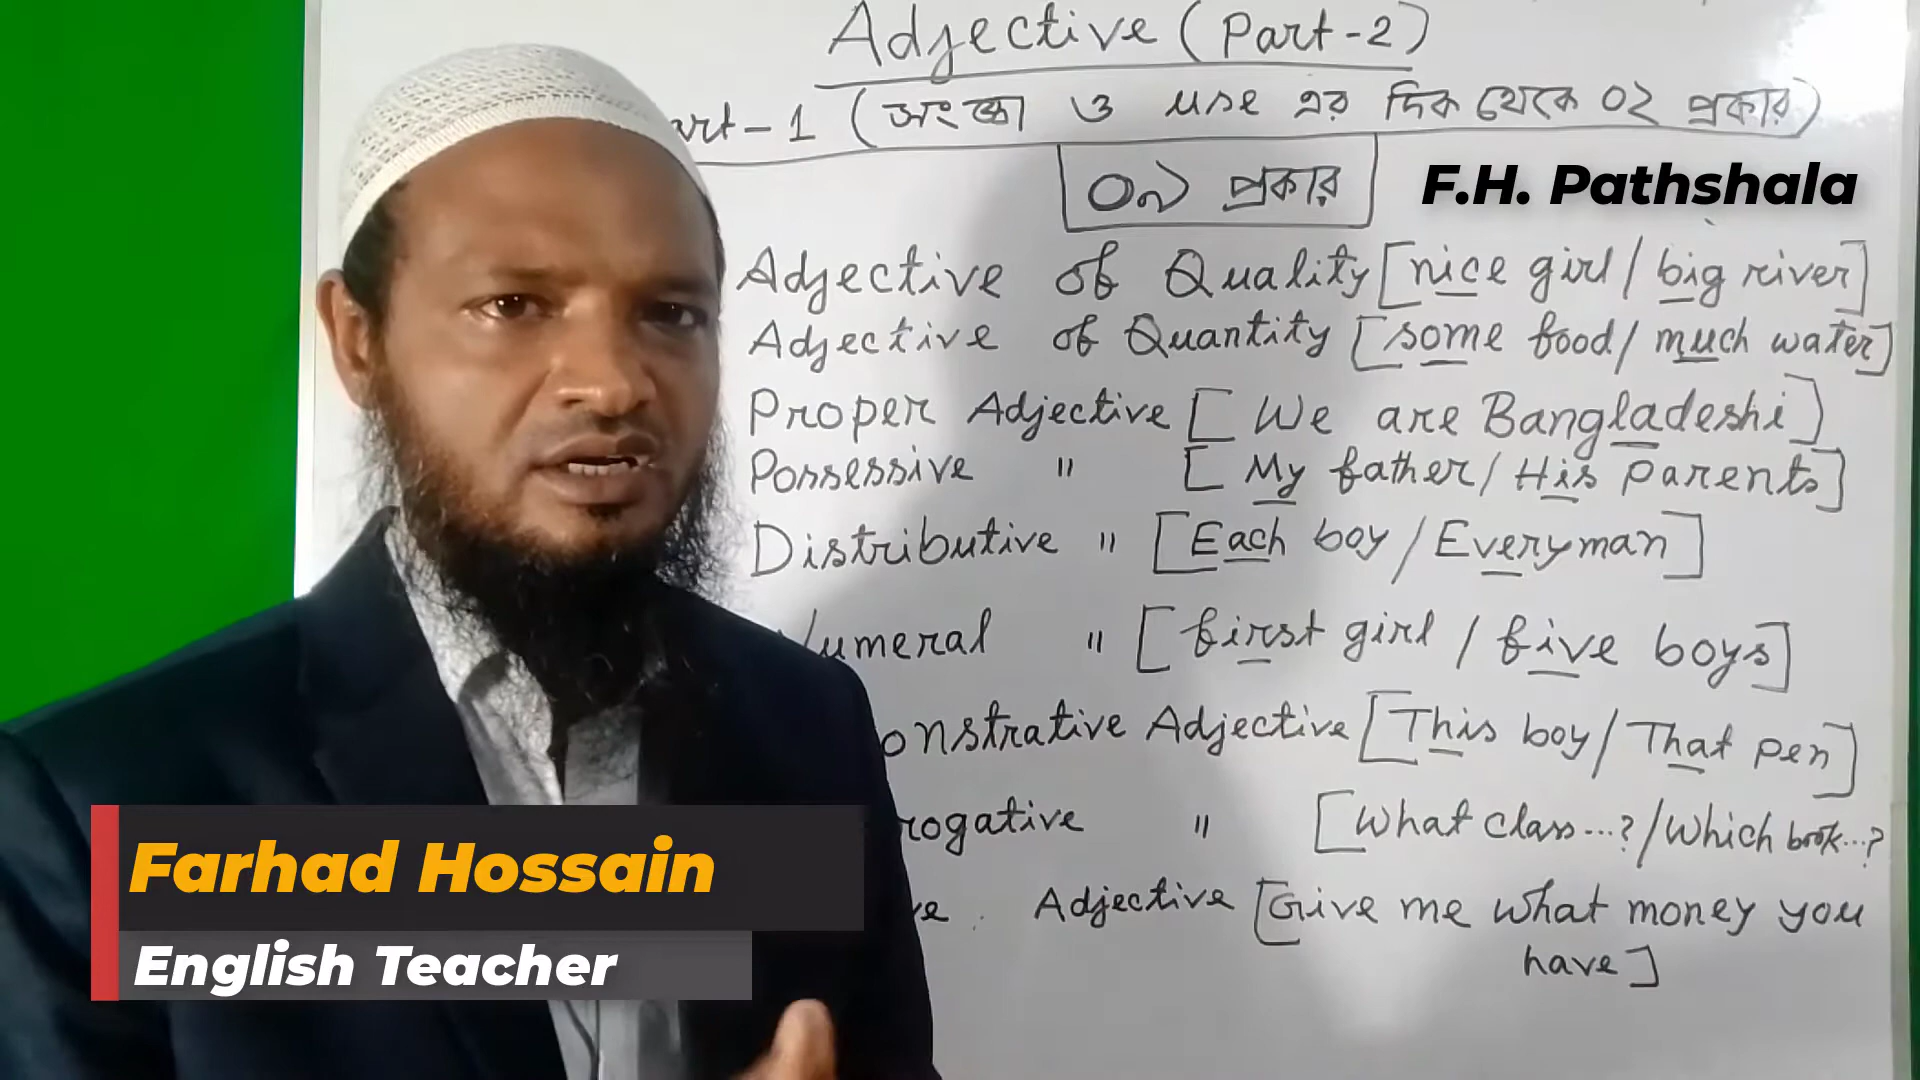 Adjective (Part-2)
art-1 (সংজ্ঞা ও use এর দিক থেকে ০২ প্রকার)
০৯ প্রকার
F.H. Pathshala
Adjective of Quality [nice girl/big river]
Adjective of Quantity [some food/much water]
Proper Adjective [We are Bangladeshi]
Possessive " [My father/His parents]
Distributive " [Each boy/Everyman]
Numeral " [first girl/five boys]
onstrative Adjective [This boy/That pen]
rogative " [What class...?/Which book...?
ve Adjective [Give me what money you
have]
Farhad Hossain
English Teacher